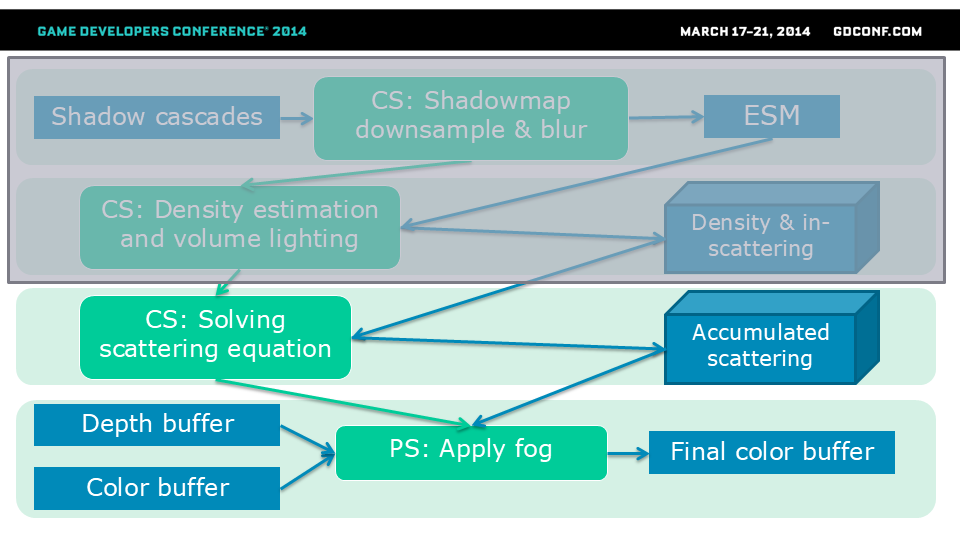 GAME DEVELOPERS CONFERENCE® 2014
MARCH 17–21, 2014
GDCONF.COM
Shadow cascades
CS: Shadowmap
downsample & blur
ESM
CS: Density estimation
and volume lighting
Density & in-
scattering
CS: Solving
scattering equation
Accumulated
scattering
Depth buffer
Color buffer
PS: Apply fog
Final color buffer